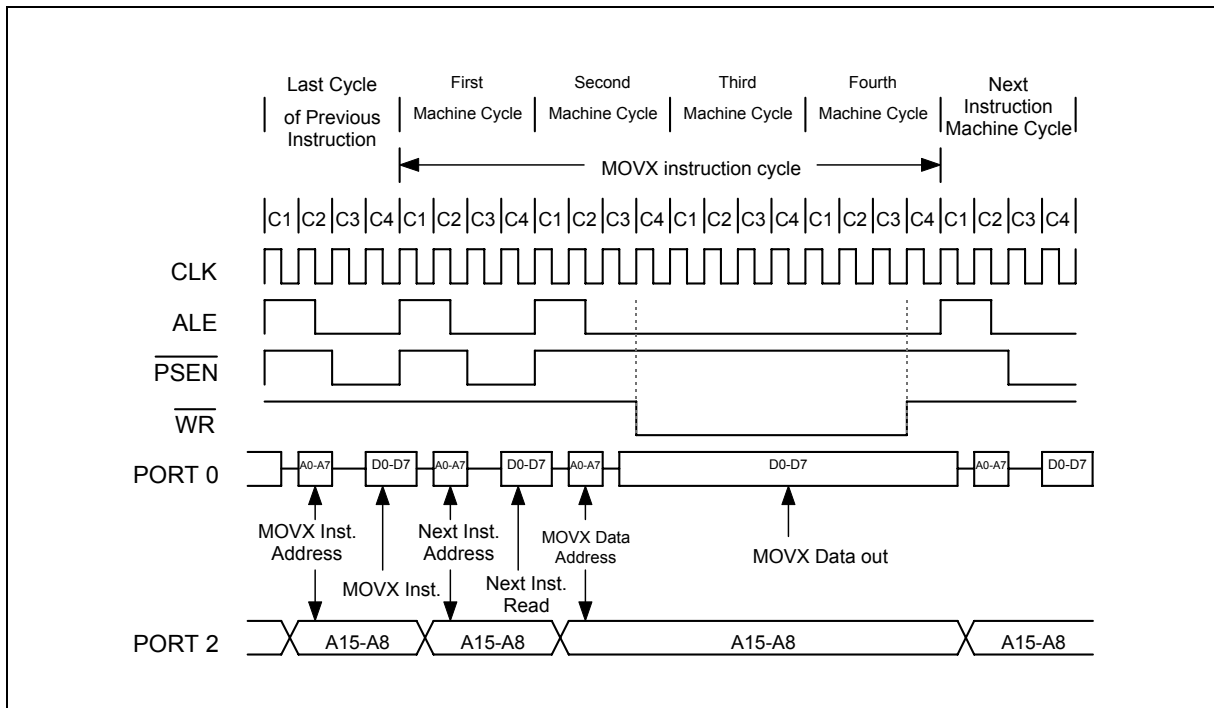 Last Cycle
of Previous
Instruction
First
Machine Cycle
Second
Machine Cycle
Third
Machine Cycle
Fourth
Machine Cycle
Next
Instruction
Machine Cycle
MOVX instruction cycle
C1 C2 C3 C4 C1 C2 C3 C4 C1 C2 C3 C4 C1 C2 C3 C4 C1 C2 C3 C4 C1 C2 C3 C4
CLK
ALE
PSEN
WR
PORT 0
A0-A7 D0-D7 A0-A7 D0-D7 A0-A7 D0-D7 A0-A7 D0-D7
MOVX Inst.
Address
MOVX Inst.
Next Inst.
Address
Next Inst.
Read
MOVX Data
Address
MOVX Data out
PORT 2
A15-A8 A15-A8 A15-A8 A15-A8